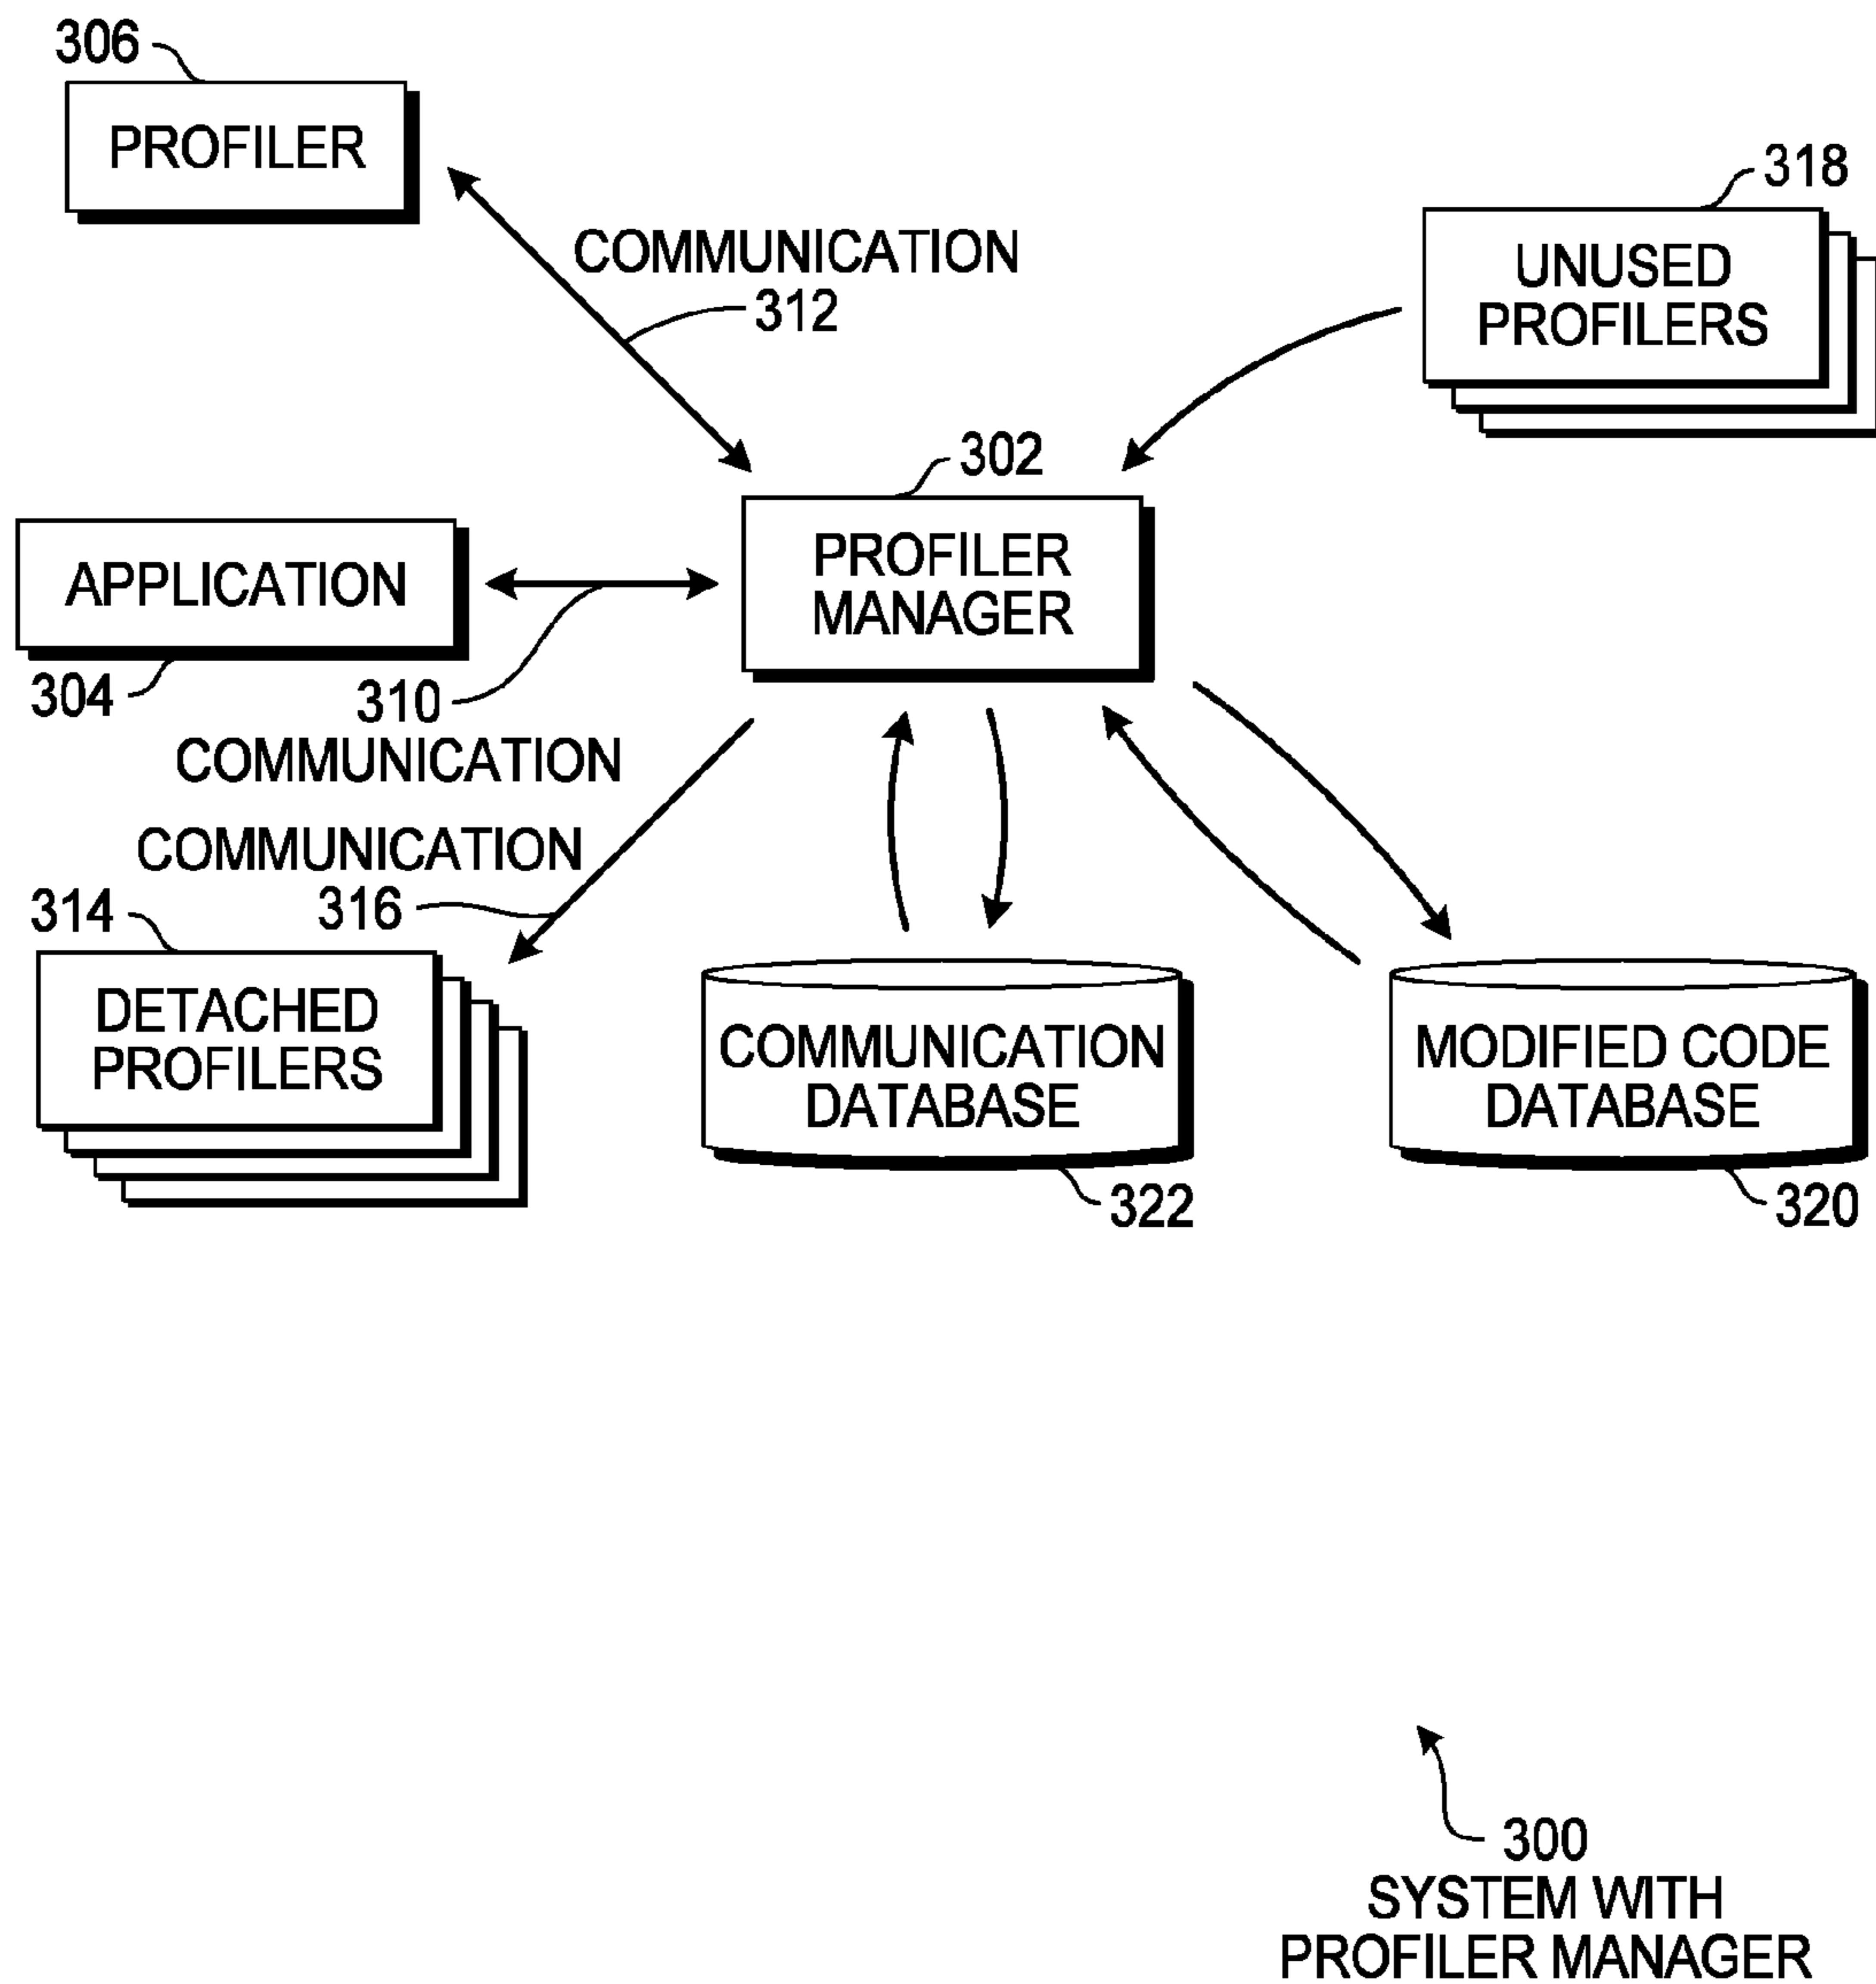 306
PROFILER
318
COMMUNICATION
312
UNUSED
PROFILERS
302
PROFILER
MANAGER
APPLICATION
304
310
COMMUNICATION
COMMUNICATION
316
314
DETACHED
PROFILERS
COMMUNICATION
DATABASE
322
MODIFIED CODE
DATABASE
320
300
SYSTEM WITH
PROFILER MANAGER